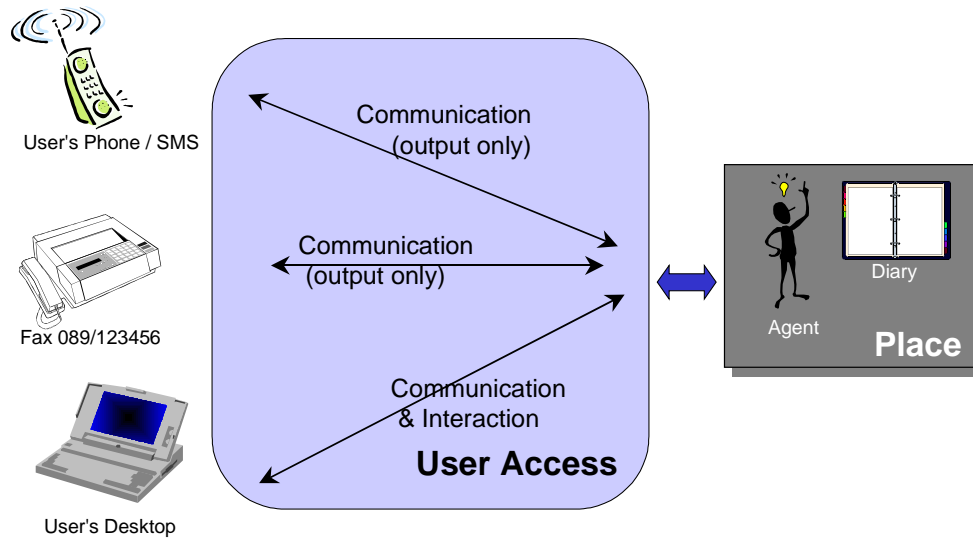 User's Phone / SMS
Communication
(output only)
Communication
(output only)
Fax 089/123456
Diary
Agent
Place
Communication
& Interaction
User Access
User's Desktop